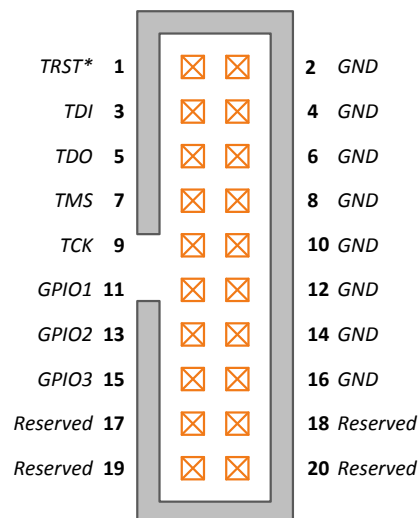 TRST* 1 2 GND
TDI 3 4 GND
TDO 5 6 GND
TMS 7 8 GND
TCK 9 10 GND
GPIO1 11 12 GND
GPIO2 13 14 GND
GPIO3 15 16 GND
Reserved 17 18 Reserved
Reserved 19 20 Reserved